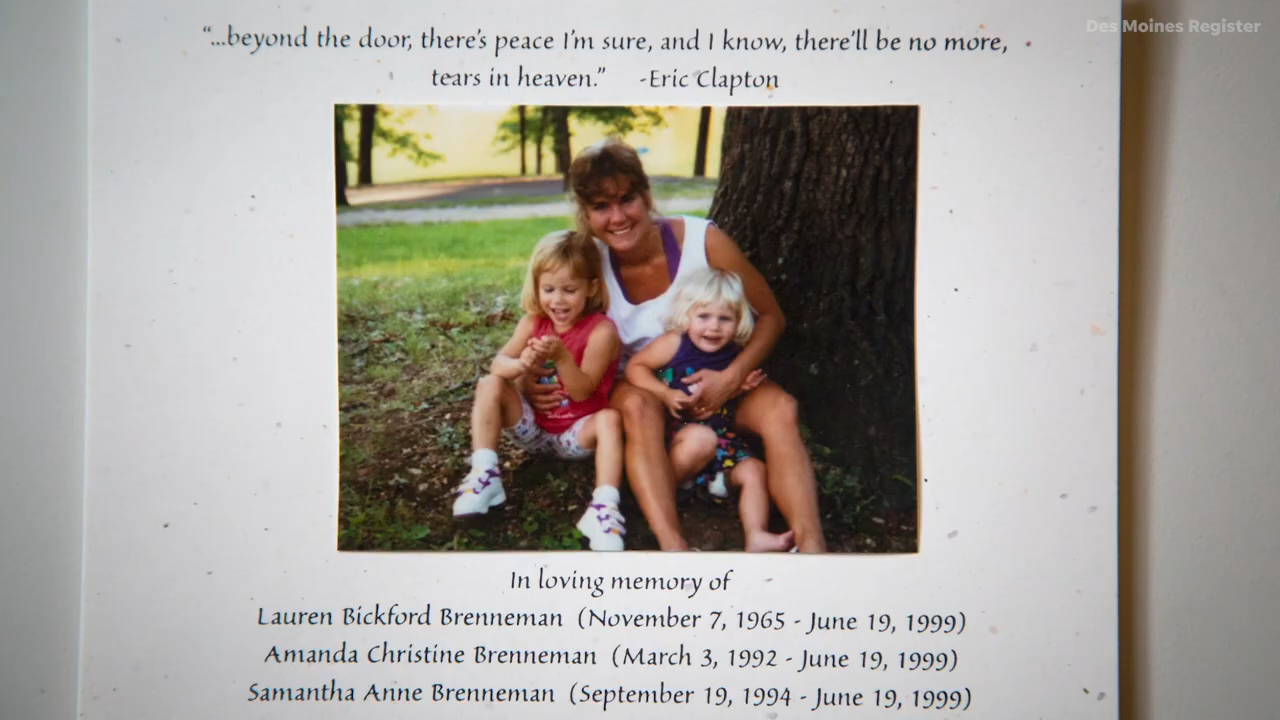 Des Moines Register
“...beyond the door, there’s peace I’m sure, and I know, there’ll be no more,
tears in heaven.” -Eric Clapton
In loving memory of
Lauren Bickford Brenneman (November 7, 1965 - June 19, 1999)
Amanda Christine Brenneman (March 3, 1992 - June 19, 1999)
Samantha Anne Brenneman (September 19, 1994 - June 19, 1999)